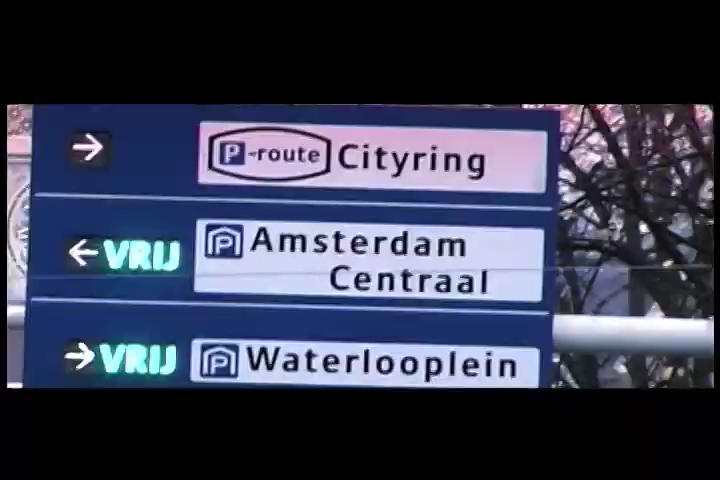 → P-route Cityring
← VRIJ P Amsterdam
Centraal
→ VRIJ P Waterlooplein